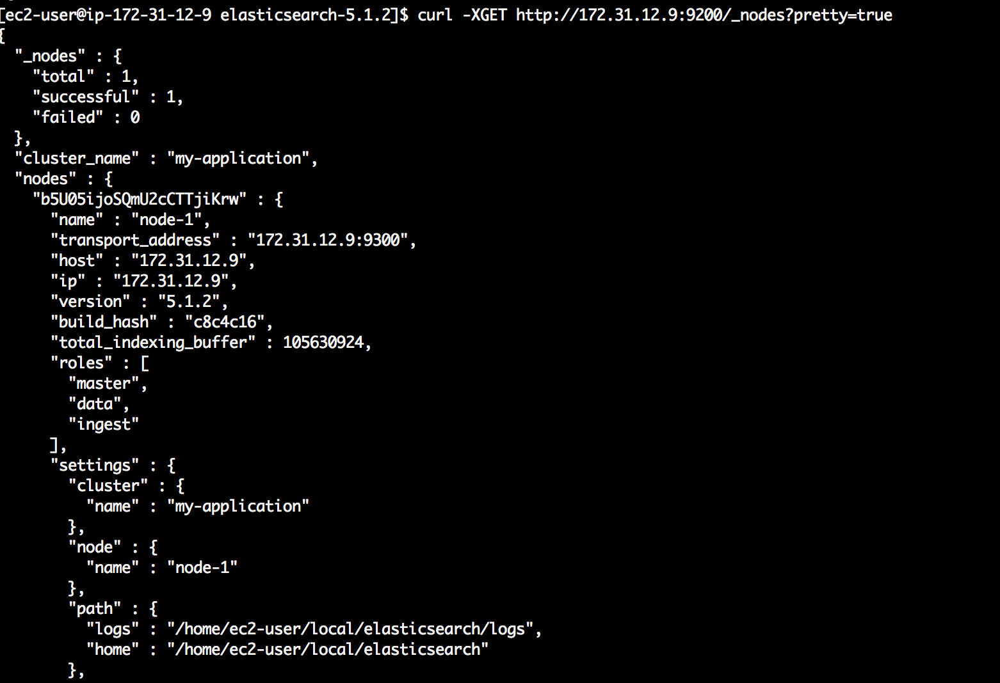 [ec2-user@ip-172-31-12-9 elasticsearch-5.1.2]$ curl -XGET http://172.31.12.9:9200/_nodes?pretty=true
{
  "_nodes" : {
    "total" : 1,
    "successful" : 1,
    "failed" : 0
  },
  "cluster_name" : "my-application",
  "nodes" : {
    "b5U05ijoSQmU2cCTTjiKrw" : {
      "name" : "node-1",
      "transport_address" : "172.31.12.9:9300",
      "host" : "172.31.12.9",
      "ip" : "172.31.12.9",
      "version" : "5.1.2",
      "build_hash" : "c8c4c16",
      "total_indexing_buffer" : 105630924,
      "roles" : [
        "master",
        "data",
        "ingest"
      ],
      "settings" : {
        "cluster" : {
          "name" : "my-application"
        },
        "node" : {
          "name" : "node-1"
        },
        "path" : {
          "logs" : "/home/ec2-user/local/elasticsearch/logs",
          "home" : "/home/ec2-user/local/elasticsearch"
        },